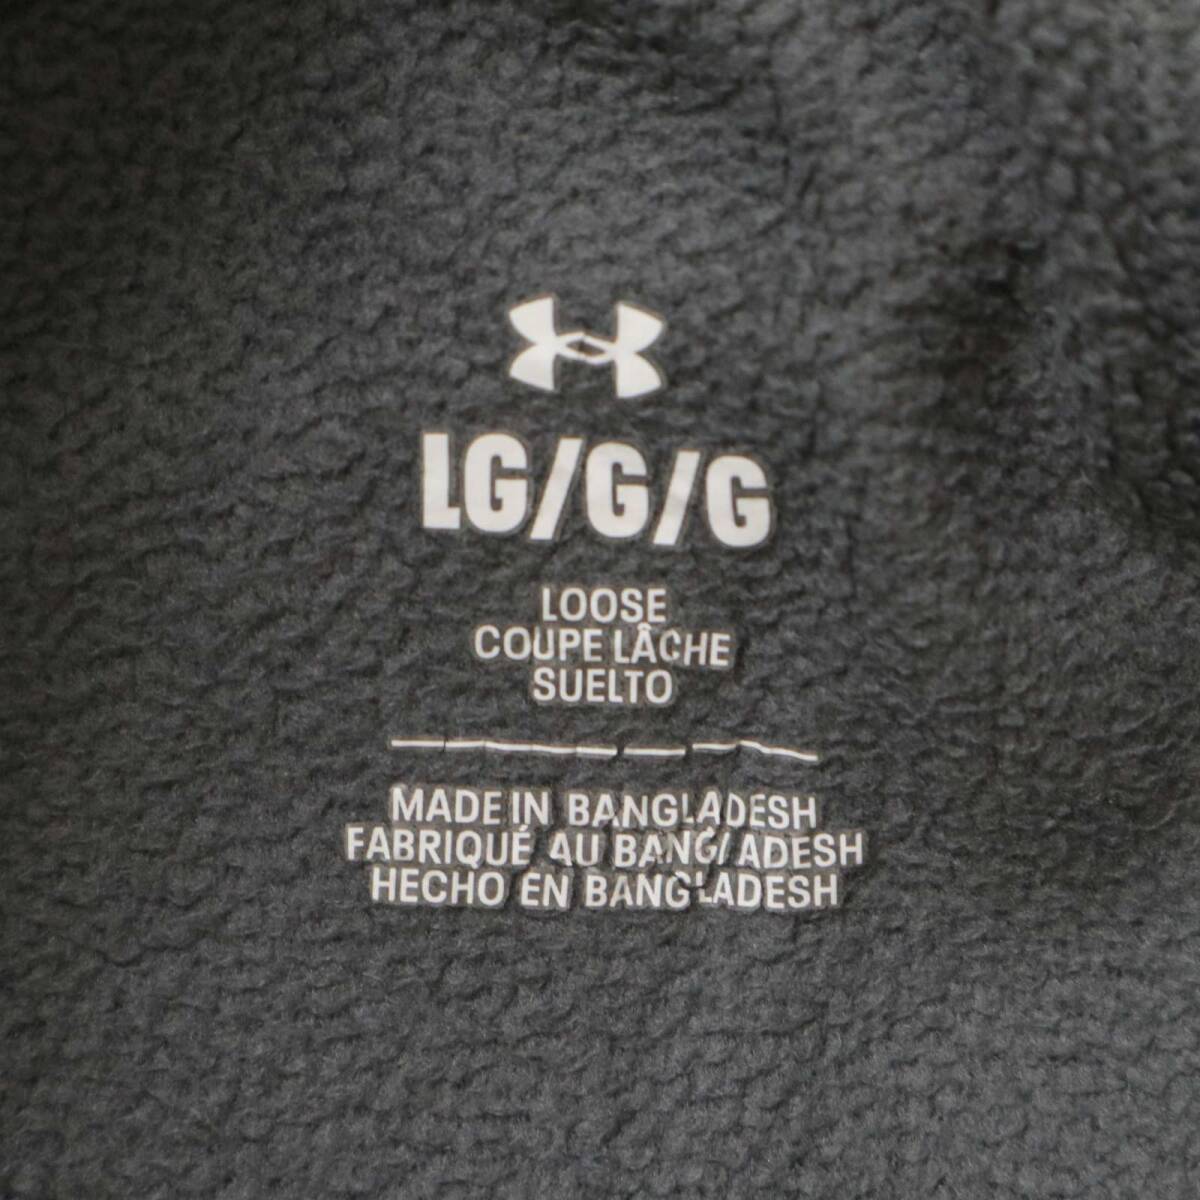 LG/G/G
LOOSE
COUPE LÂCHE
SUELTO
MADE IN BANGLADESH
FABRIQUÉ AU BANGLADESH
HECHO EN BANGLADESH